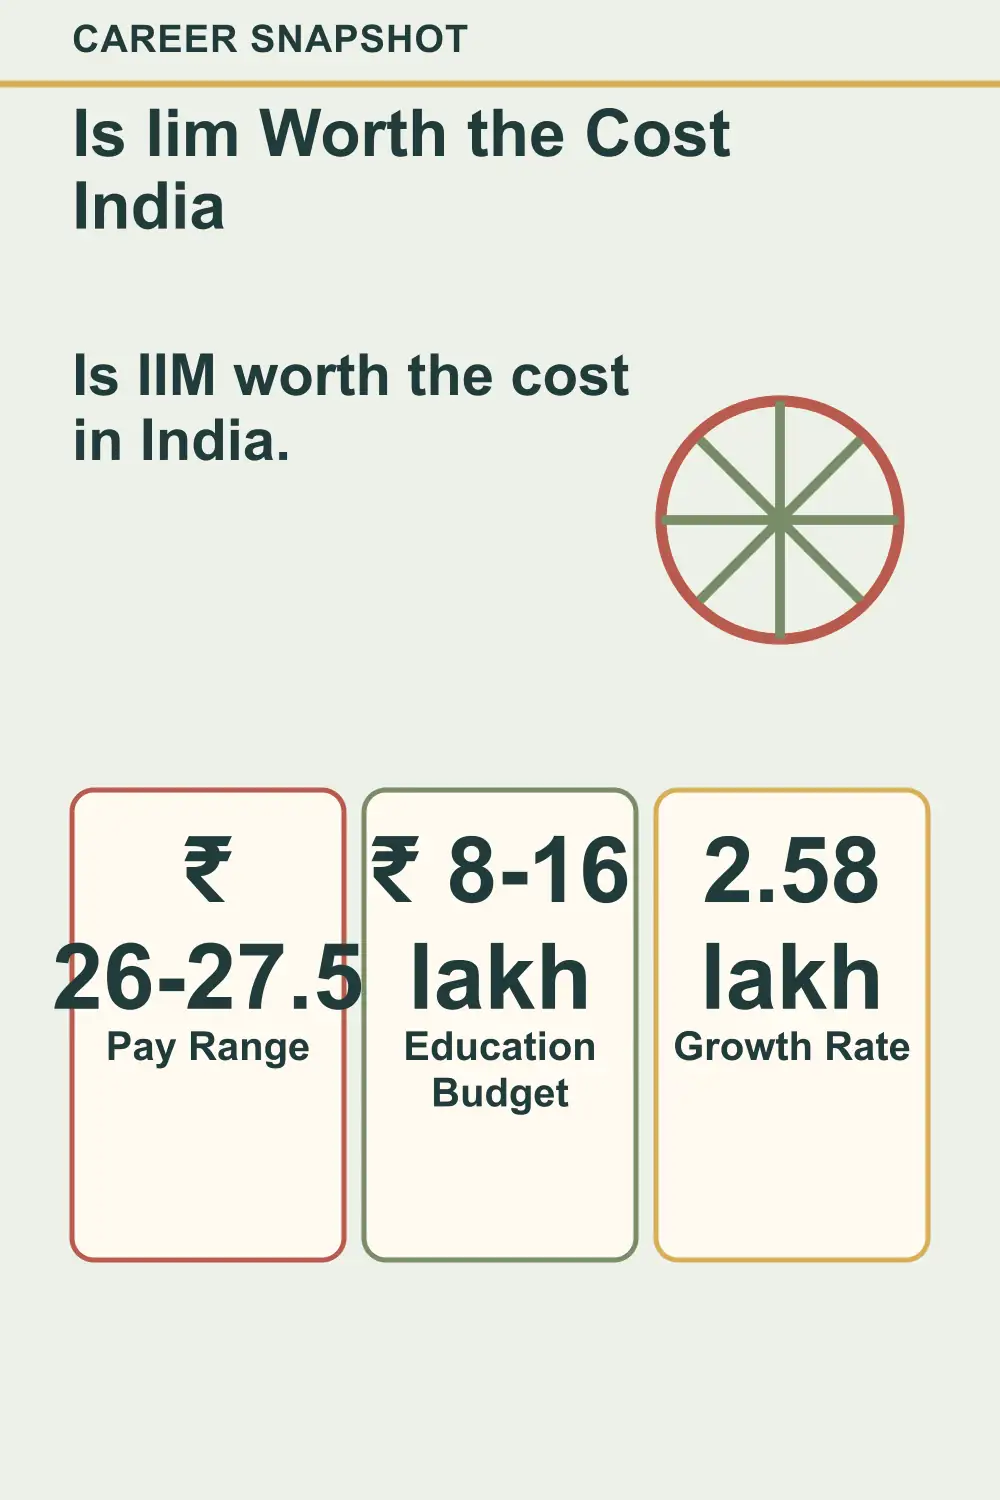 CAREER SNAPSHOT
Is Iim Worth the Cost
India
Is IIM worth the cost
in India.
₹
26-27.5
Pay Range
₹ 8-16
lakh
Education
Budget
2.58
lakh
Growth Rate